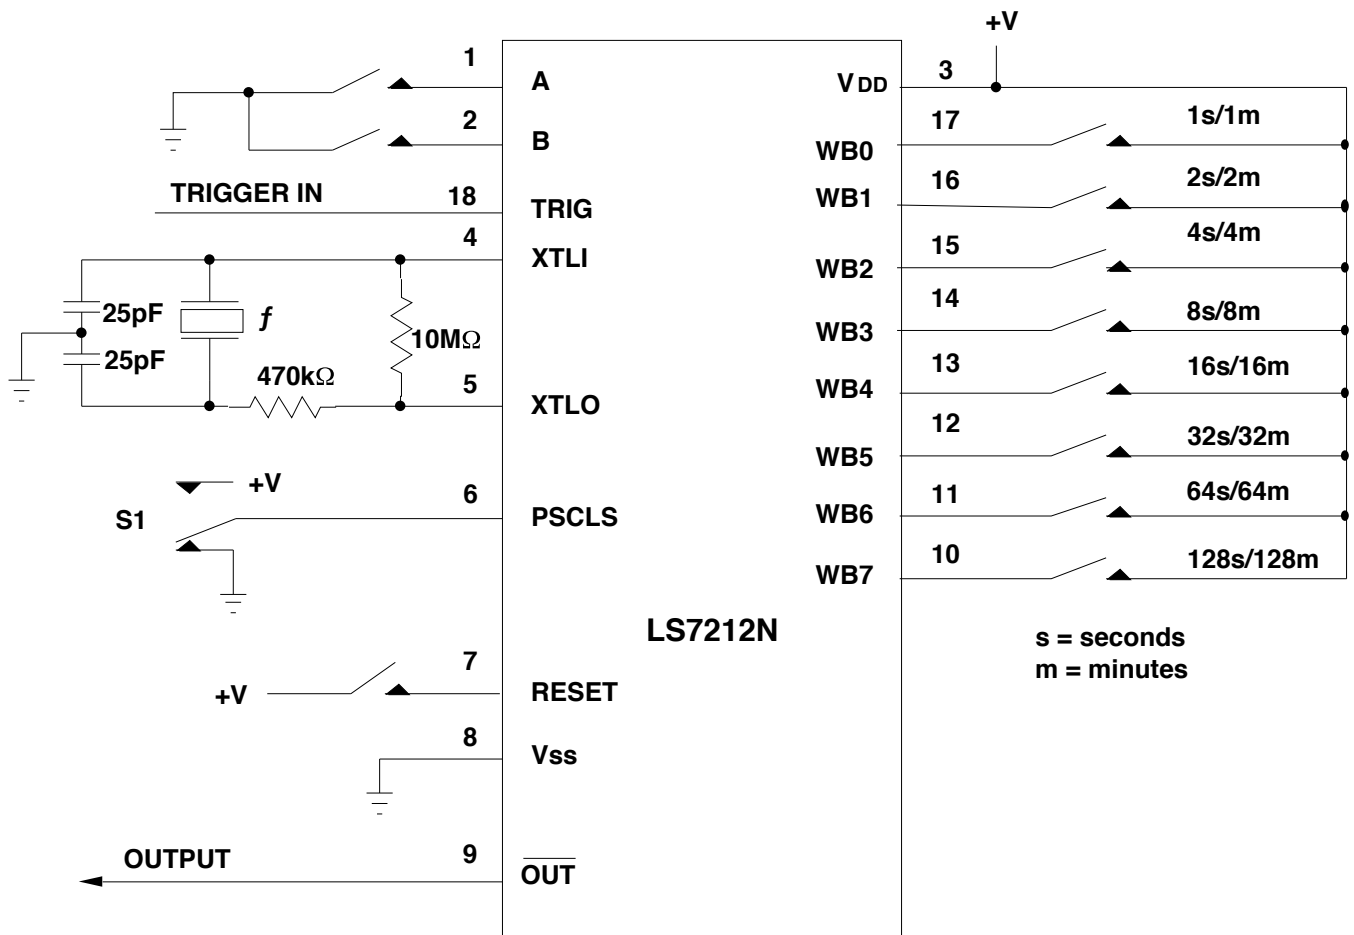 +V
1
A
2
B
TRIGGER IN
18
TRIG
4
XTLI
25pF
25pF
ƒ
10MΩ
470kΩ
5
XTLO
+V
S1
6
PSCLS
+V
7
RESET
8
Vss
OUTPUT
9
OUT
LS7212N
VDD
3
17
WB0
1s/1m
16
WB1
2s/2m
15
WB2
4s/4m
14
WB3
8s/8m
13
WB4
16s/16m
12
WB5
32s/32m
11
WB6
64s/64m
10
WB7
128s/128m
s = seconds
m = minutes